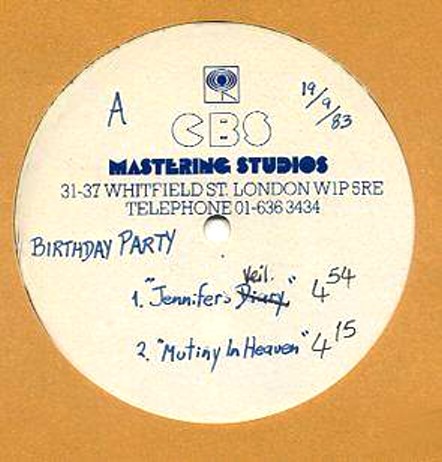 A
19/9/83
CBS
MASTERING STUDIOS
31-37 WHITFIELD ST. LONDON W1P 5RE
TELEPHONE 01-636 3434
BIRTHDAY PARTY
Veil.
1. "Jennifer's Diary" 4 54
2. "Mutiny In Heaven" 4 15